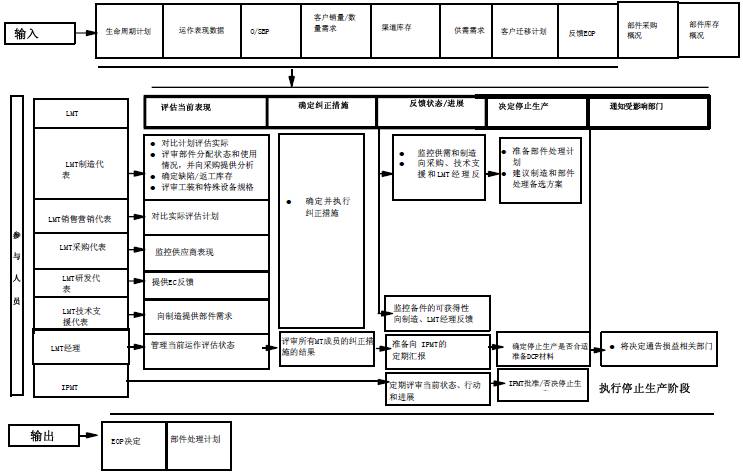 输入
生命周期计划
运作表现数据
O/SBP
客户销量/数
量需求
渠道库存
供需需求
客户迁移计划
反馈EOP
部件采购
概况
部件库存
概况
参与人员
LMT
评估当前表现
确定纠正措施
反馈状态/进展
决定停止生产
通知受影响部门
LMT制造代
表
● 对比计划评估实际
● 评审部件分配状态和使用
情况，并向采购提供分析
● 确定缺陷/返工库存
● 评审工装和特殊设备规格
● 确定并执行
纠正措施
● 监控供需和制造
● 向采购、技术支
援和LMT经理反
● 准备部件处理计
划
● 建议制造和部件
处理备选方案
LMT销售营销代表
对比实际评估计划
LMT采购代表
监控供应商表现
LMT研发代
表
提供EC反馈
LMT技术支
援代表
向制造提供部件需求
监控备件的可获得性
向制造、LMT经理反馈
LMT经理
管理当前运作评估状态
评审所有MT成员的纠正措
施的结果
准备向 IPMT的
定期汇报
确定停止生产是否合适
准备DCP材料
● 将决定通告损益相关部门
IPMT
定期评审当前状态、行动
和进展
IPMT批准/否决停止生
执行停止生产阶段
输出
EOP决定
部件处理计划